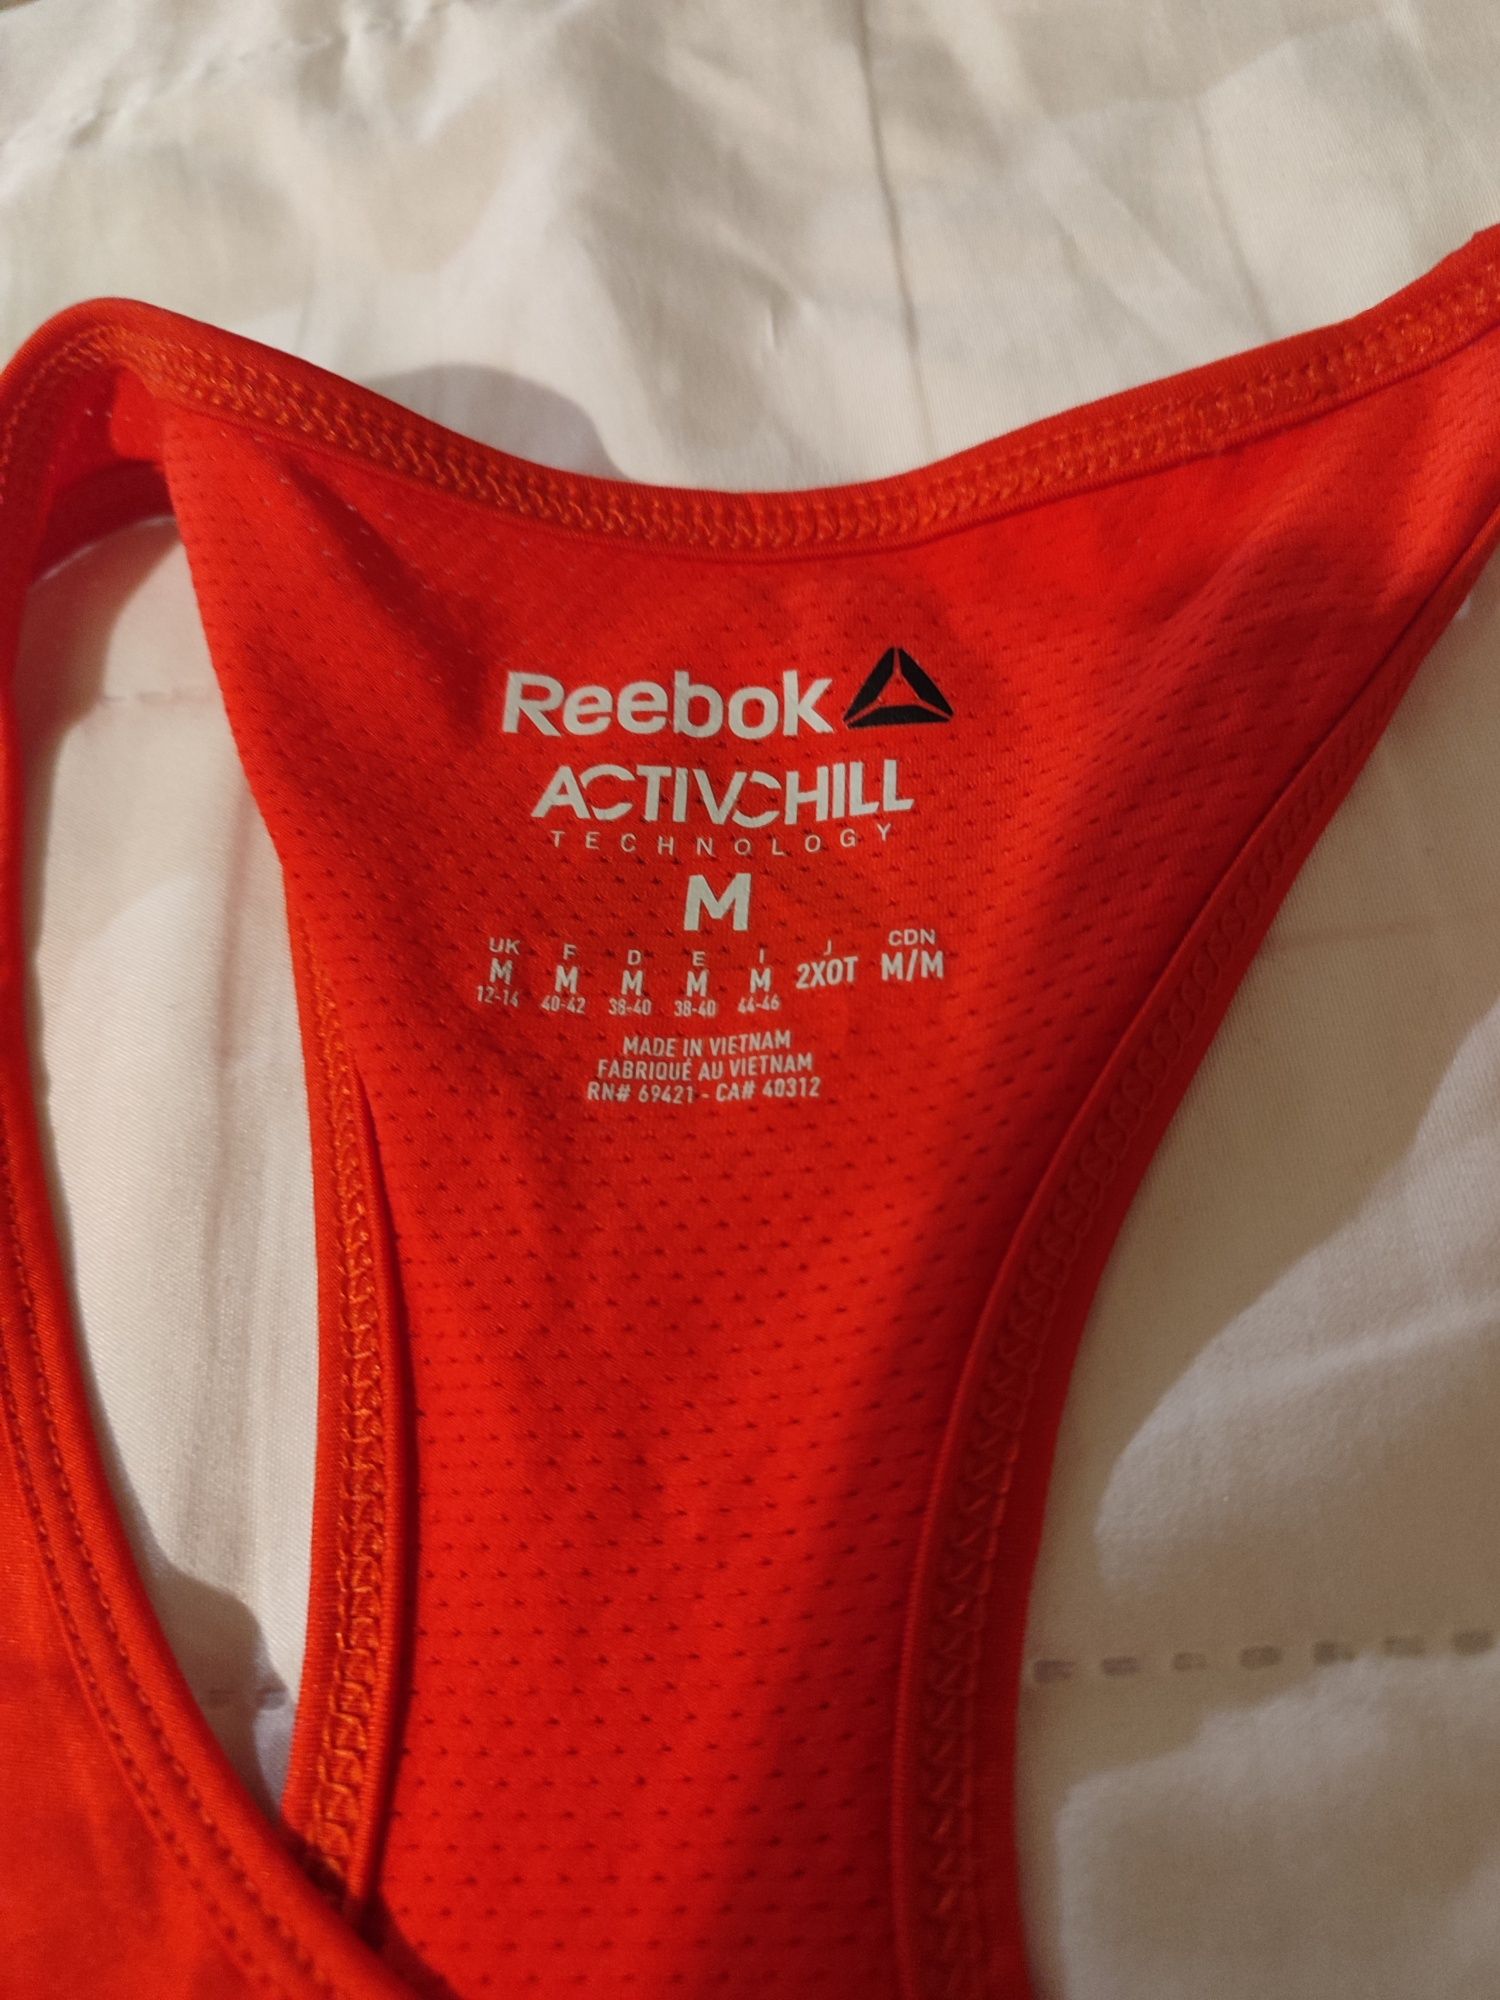 Reebok
ACTIVCHILL
TECHNOLOGY
M
UK F D E I J CDN
M M M M M 2XOT M/M
12-14 40-42 38-40 38-40 44-46
MADE IN VIETNAM
FABRIQUÉ AU VIETNAM
RN# 69421 - CA# 40312